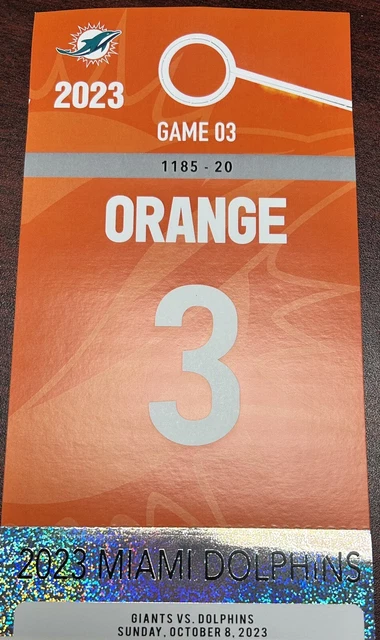 2023
GAME 03
1185 - 20
ORANGE
3
2023 MIAMI DOLPHINS
GIANTS VS. DOLPHINS
SUNDAY, OCTOBER 8, 2023